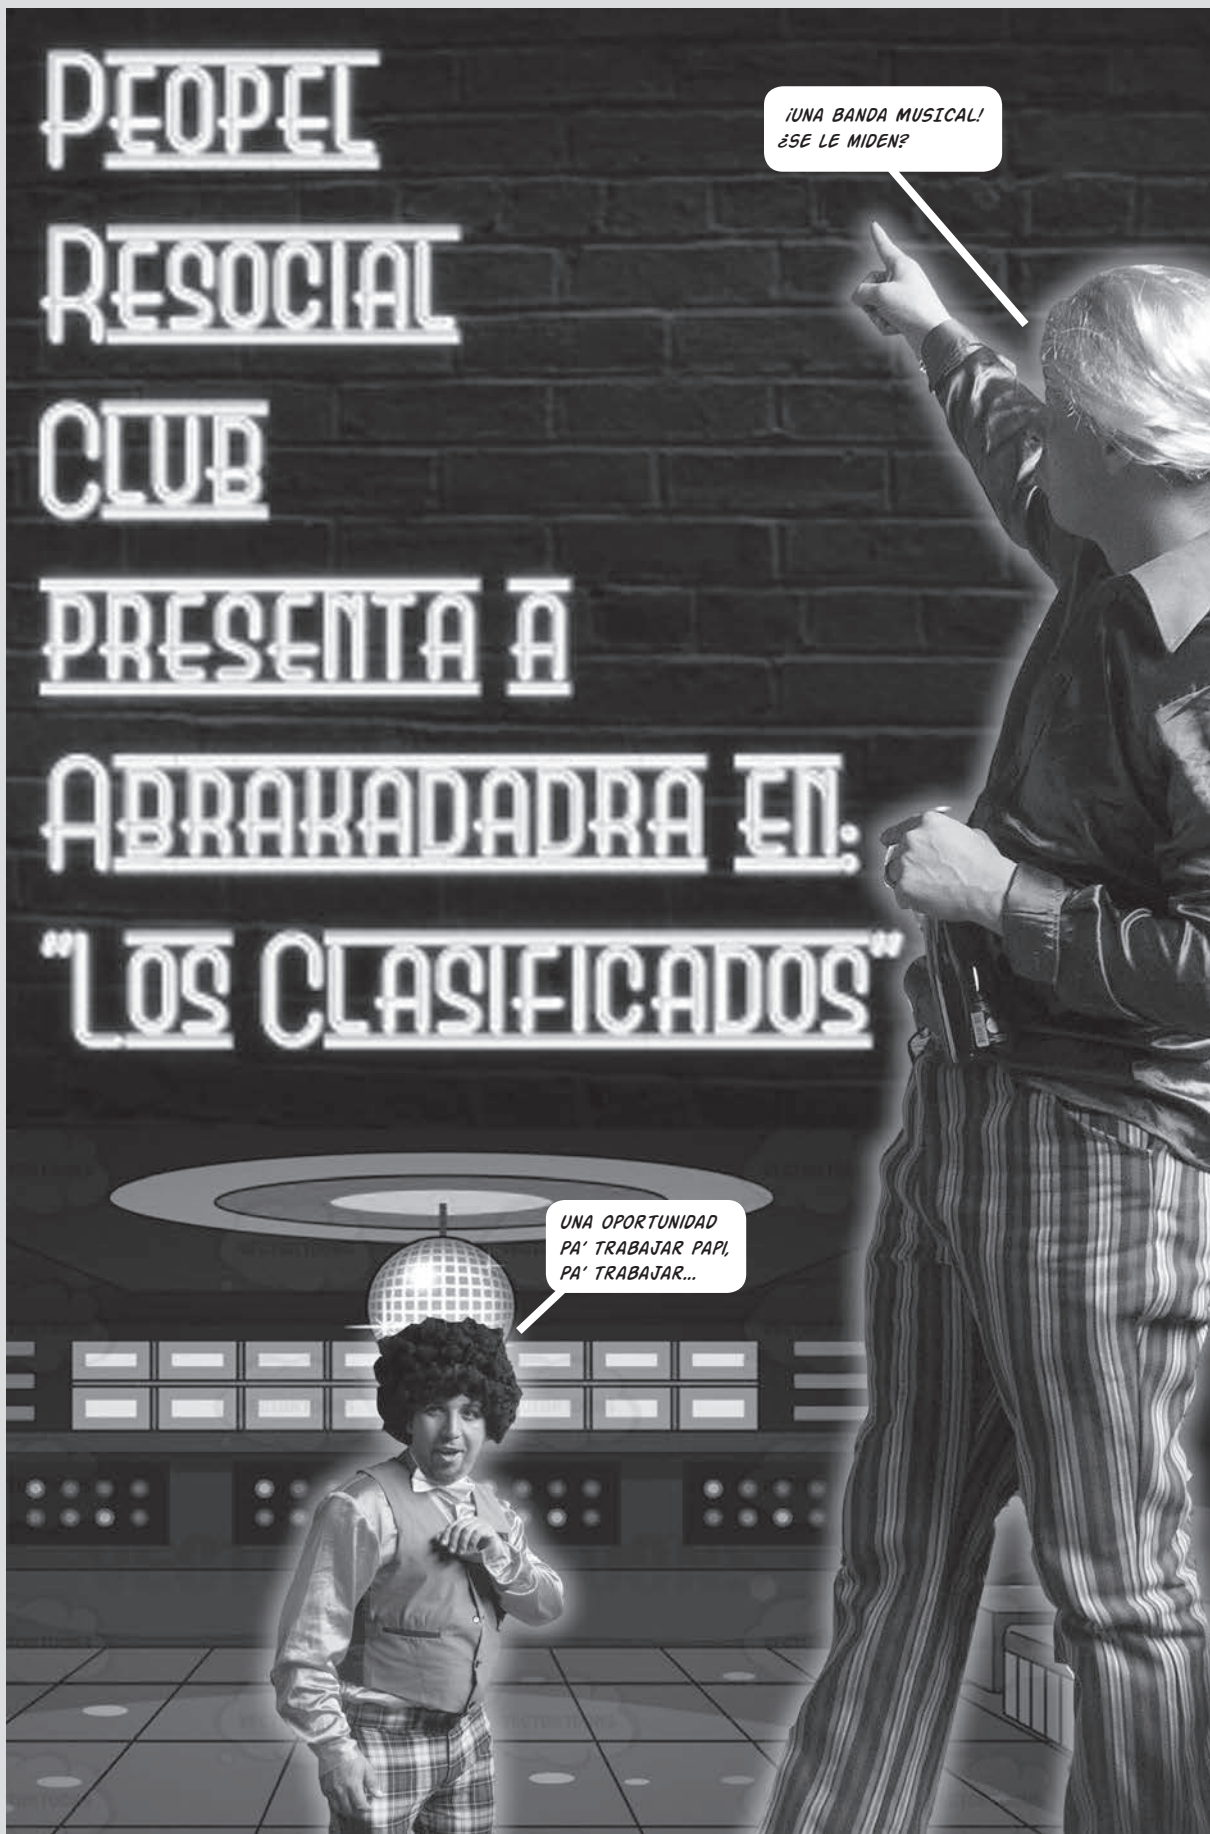 PEOPEL
RESOCIAL
CLUB
PRESENTA A
ABRAKADADRA EN:
"LOS CLASIFICADOS"
¡UNA BANDA MUSICAL!
¿SE LE MIDEN?
UNA OPORTUNIDAD
PA' TRABAJAR PAPI,
PA' TRABAJAR...